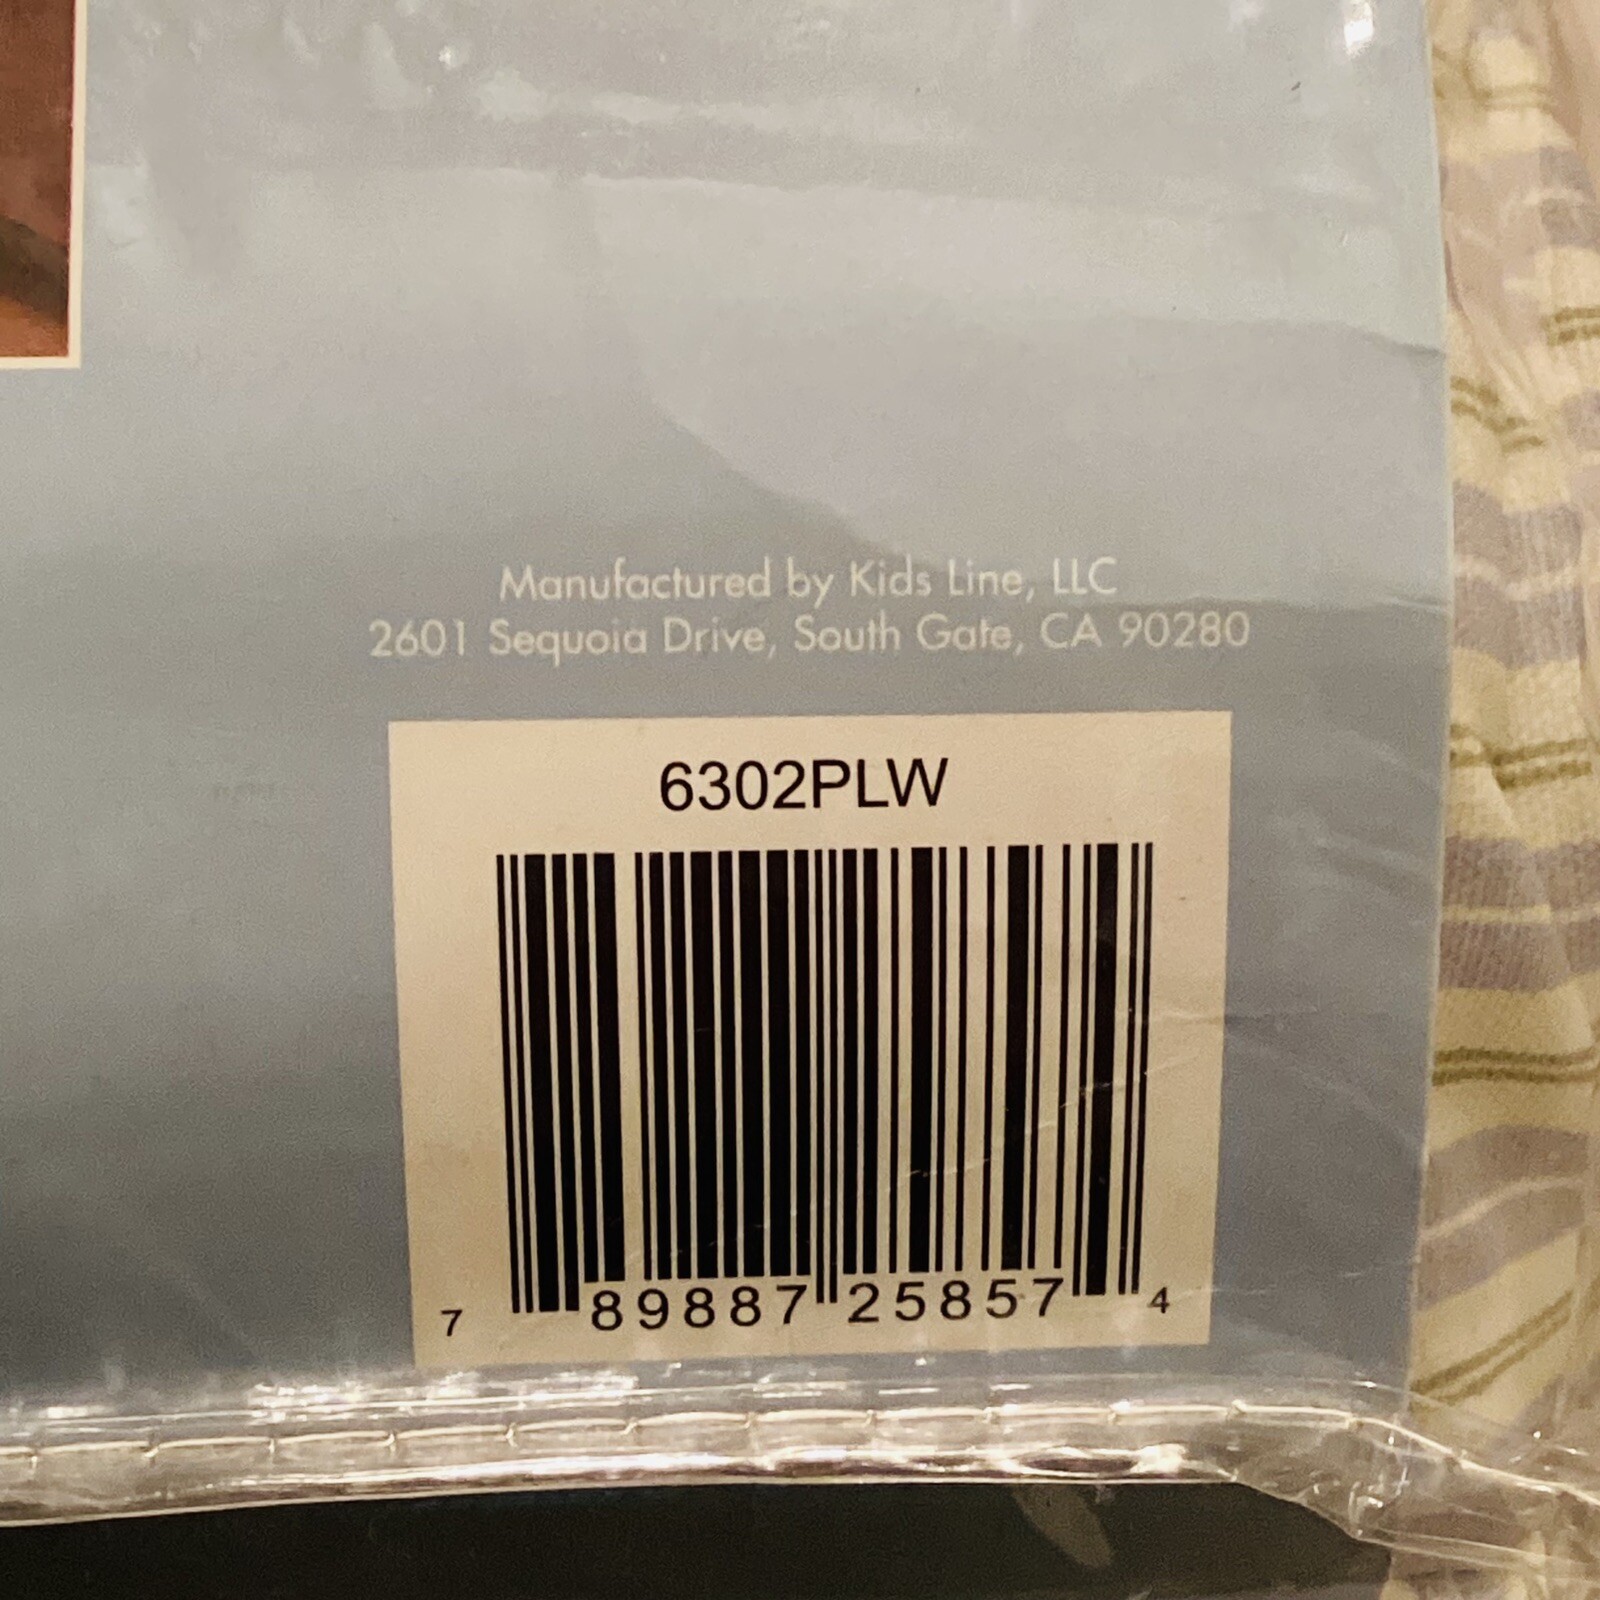 Manufactured by Kids Line, LLC
2601 Sequoia Drive, South Gate, CA 90280
6302PLW
7 89887 25857 4